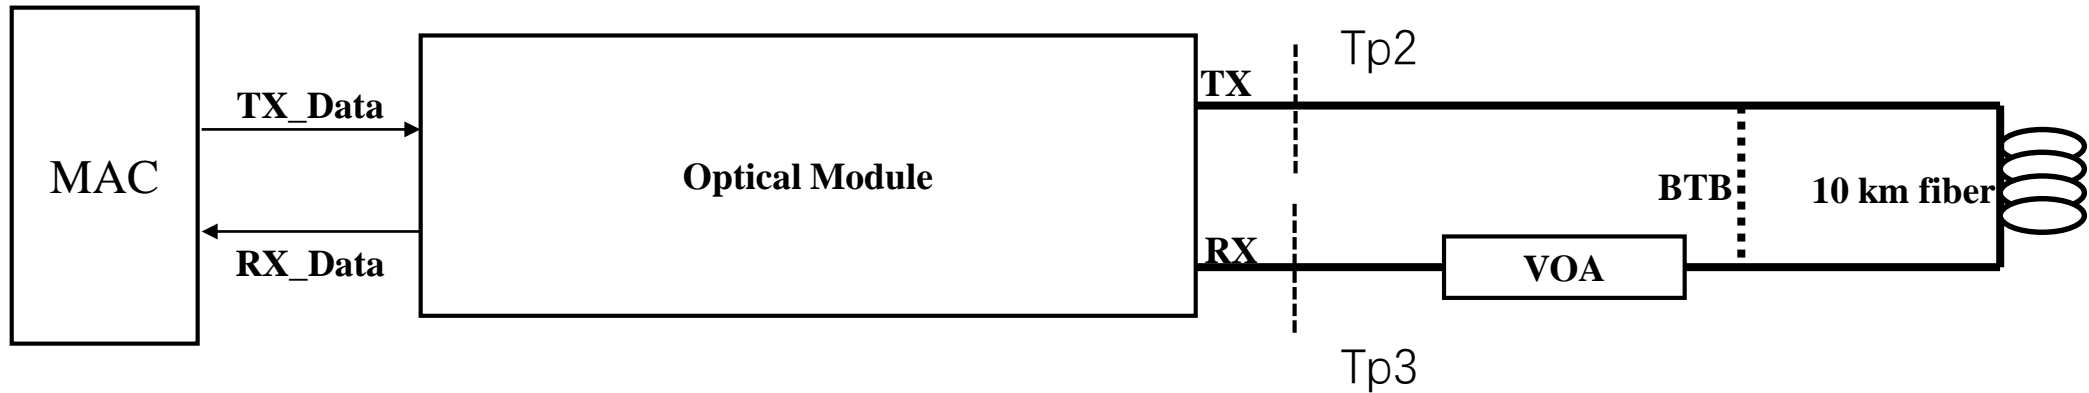 Tp2
TX
TX_Data
MAC
Optical Module
BTB
10 km fiber
RX
RX_Data
VOA
Tp3